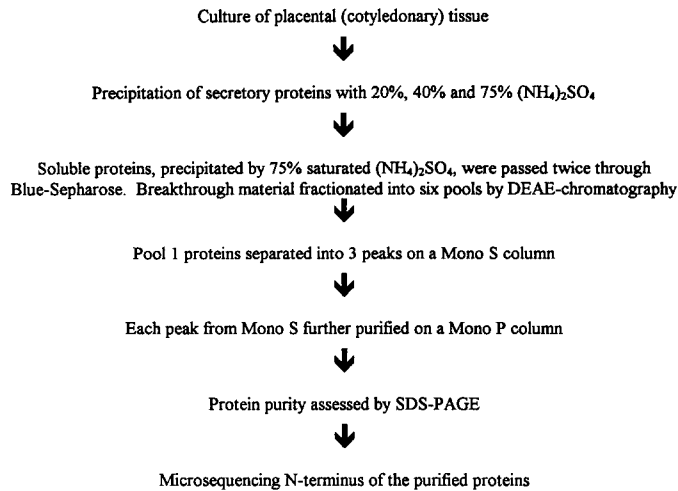 Culture of placental (cotyledonary) tissue
Precipitation of secretory proteins with 20%, 40% and 75% (NH₄)₂SO₄
Soluble proteins, precipitated by 75% saturated (NH₄)₂SO₄, were passed twice through
Blue-Sepharose. Breakthrough material fractionated into six pools by DEAE-chromatography
Pool 1 proteins separated into 3 peaks on a Mono S column
Each peak from Mono S further purified on a Mono P column
Protein purity assessed by SDS-PAGE
Microsequencing N-terminus of the purified proteins